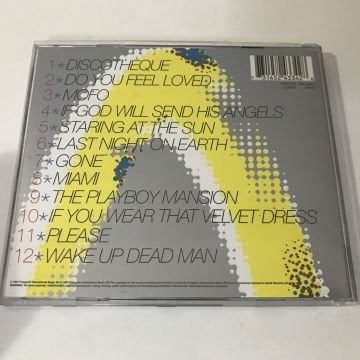 1*DISCOTHÈQUE
2*DO YOU FEEL LOVED
3*MOFO
4*IF GOD WILL SEND HIS ANGELS
5*STARING AT THE SUN
6*LAST NIGHT ON EARTH
7*GONE
8*MIAMI
9*THE PLAYBOY MANSION
10*IF YOU WEAR THAT VELVET DRESS
11*PLEASE
12*WAKE UP DEAD MAN